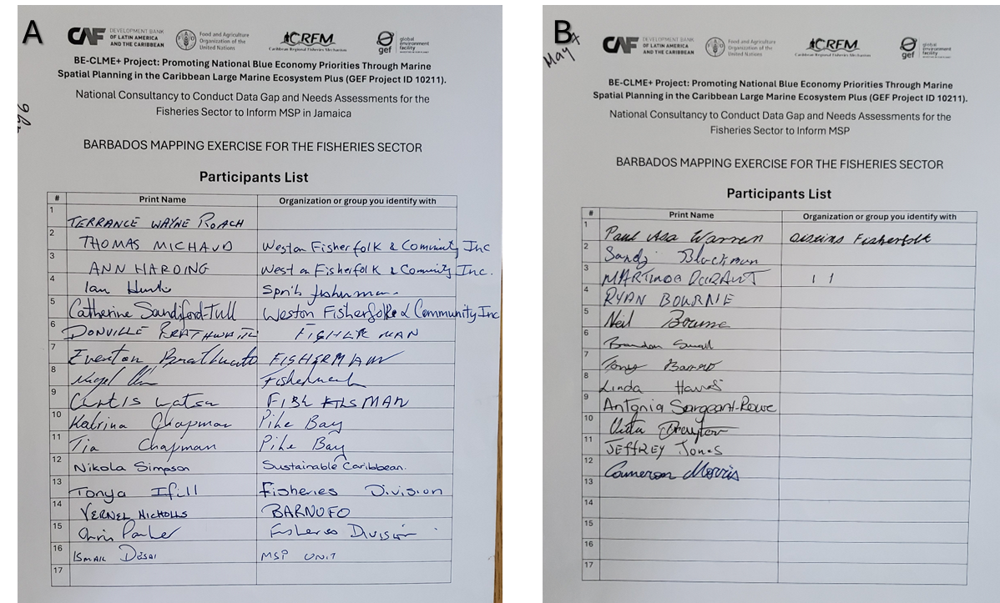 A
CAF DEVELOPMENT BANK OF LATIN AMERICA AND THE CARIBBEAN
Food and Agriculture Organization of the United Nations
CRFM
Caribbean Regional Fisheries Mechanism
gef global environment facility
BE-CLME+ Project: Promoting National Blue Economy Priorities Through Marine
Spatial Planning in the Caribbean Large Marine Ecosystem Plus (GEF Project ID 10211).
National Consultancy to Conduct Data Gap and Needs Assessments for the
Fisheries Sector to Inform MSP in Jamaica
BARBADOS MAPPING EXERCISE FOR THE FISHERIES SECTOR
Participants List
# Print Name Organization or group you identify with
1 TERRANCE WAYNE ROACH
2 THOMAS MICHAUD Weston Fisherfolk & Community Inc
3 ANN HARDING Weston Fisherfolk & Community Inc.
4 Ian
5 Catherine Sandiford-Tull Weston Fisherfolke & Community Inc
6 DONVILLE BRATHWAITE FISHERMAN
7 Everton Brathwaite FISHERMAN
8 Nigel
9 Curtis Watson
10 Katrina Chapman Pile Bay
11 Tia Chapman Pile Bay
12 Nikola Simpson Sustainable Caribbean.
13 Tonya Ifill Fisheries Division
14 VERNEL NICHOLLS BARNUFO
15 Chris Parker Fisheries Division
16 ISMAIL DESAI MSP UNIT
17
B
May
CAF DEVELOPMENT BANK OF LATIN AMERICA AND THE CARIBBEAN
Food and Agriculture Organization of the United Nations
CRFM
Caribbean Regional Fisheries Mechanism
gef global environment facility
BE-CLME+ Project: Promoting National Blue Economy Priorities Through Marine
Spatial Planning in the Caribbean Large Marine Ecosystem Plus (GEF Project ID 10211).
National Consultancy to Conduct Data Gap and Needs Assessments for the
Fisheries Sector to Inform MSP
BARBADOS MAPPING EXERCISE FOR THE FISHERIES SECTOR
Participants List
# Print Name Organization or group you identify with
1 Paul Asa Warren Oistins Fisherfolk
2 Sandy Blackman
3 DURANT 11
4 RYAN BOURNE
5 Neil Bourne
6 Brandon Small
7 Tony
8 Linda Harris
9 Antonia Sargeant-Rowe
10 Drayton
11 JEFFREY Jones
12 Cameron Morris
13
14
15
16
17